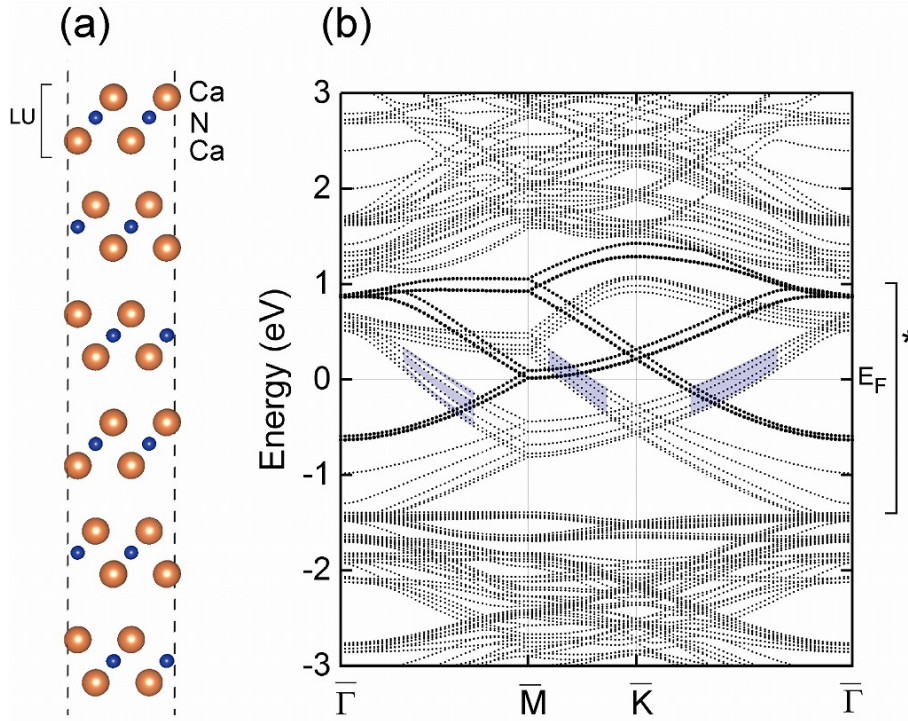 (a)
LU
Ca
N
Ca
(b)
Energy (eV)
3
2
1
0
-1
-2
-3
*
E_F
Γ̅
M̅
K̅
Γ̅